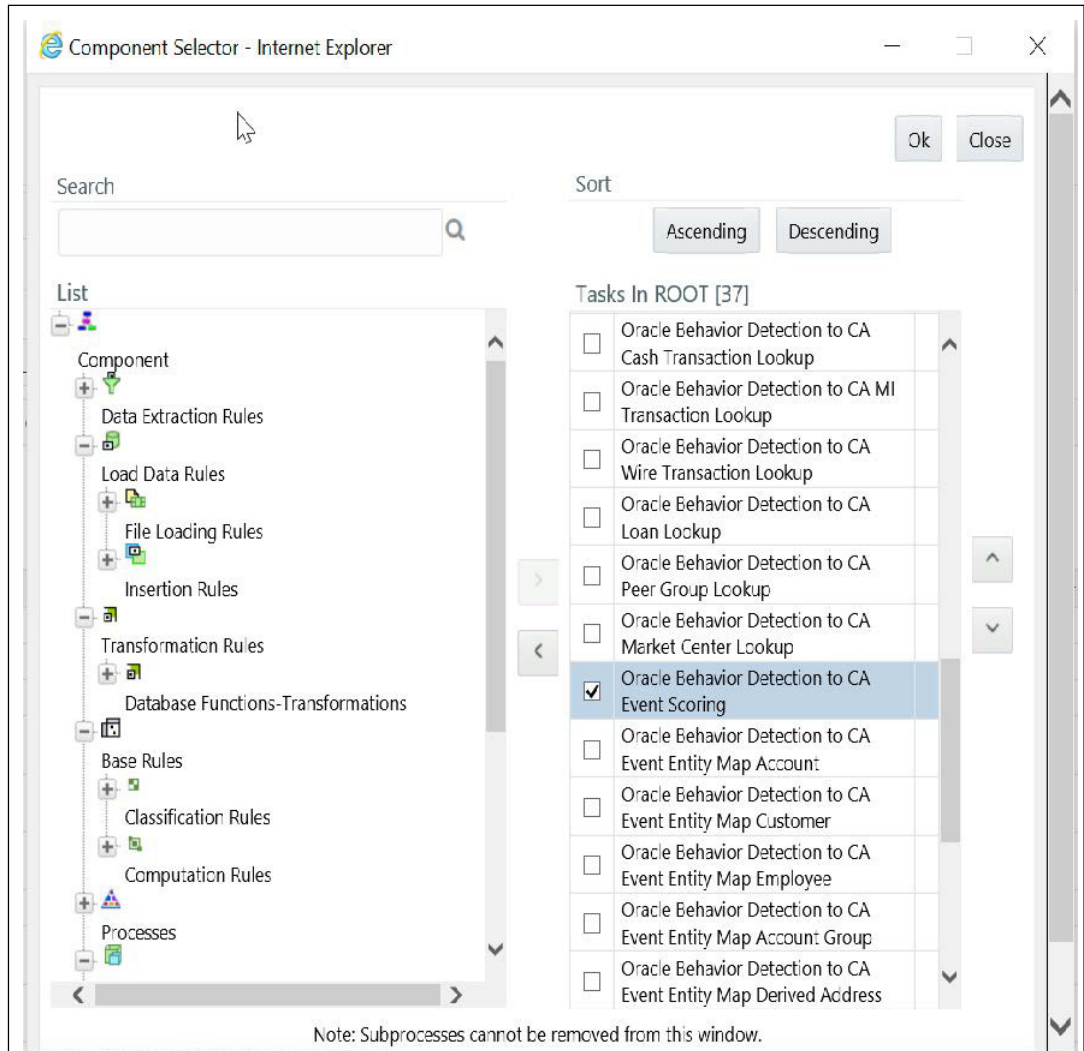 Component Selector - Internet Explorer
Ok
Close
Search
Sort
Ascending
Descending
List
Tasks In ROOT [37]
Component
Data Extraction Rules
Load Data Rules
File Loading Rules
Insertion Rules
Transformation Rules
Database Functions-Transformations
Base Rules
Classification Rules
Computation Rules
Processes
Oracle Behavior Detection to CA
Cash Transaction Lookup
Oracle Behavior Detection to CA MI
Transaction Lookup
Oracle Behavior Detection to CA
Wire Transaction Lookup
Oracle Behavior Detection to CA
Loan Lookup
Oracle Behavior Detection to CA
Peer Group Lookup
Oracle Behavior Detection to CA
Market Center Lookup
Oracle Behavior Detection to CA
Event Scoring
Oracle Behavior Detection to CA
Event Entity Map Account
Oracle Behavior Detection to CA
Event Entity Map Customer
Oracle Behavior Detection to CA
Event Entity Map Employee
Oracle Behavior Detection to CA
Event Entity Map Account Group
Oracle Behavior Detection to CA
Event Entity Map Derived Address
Note: Subprocesses cannot be removed from this window.